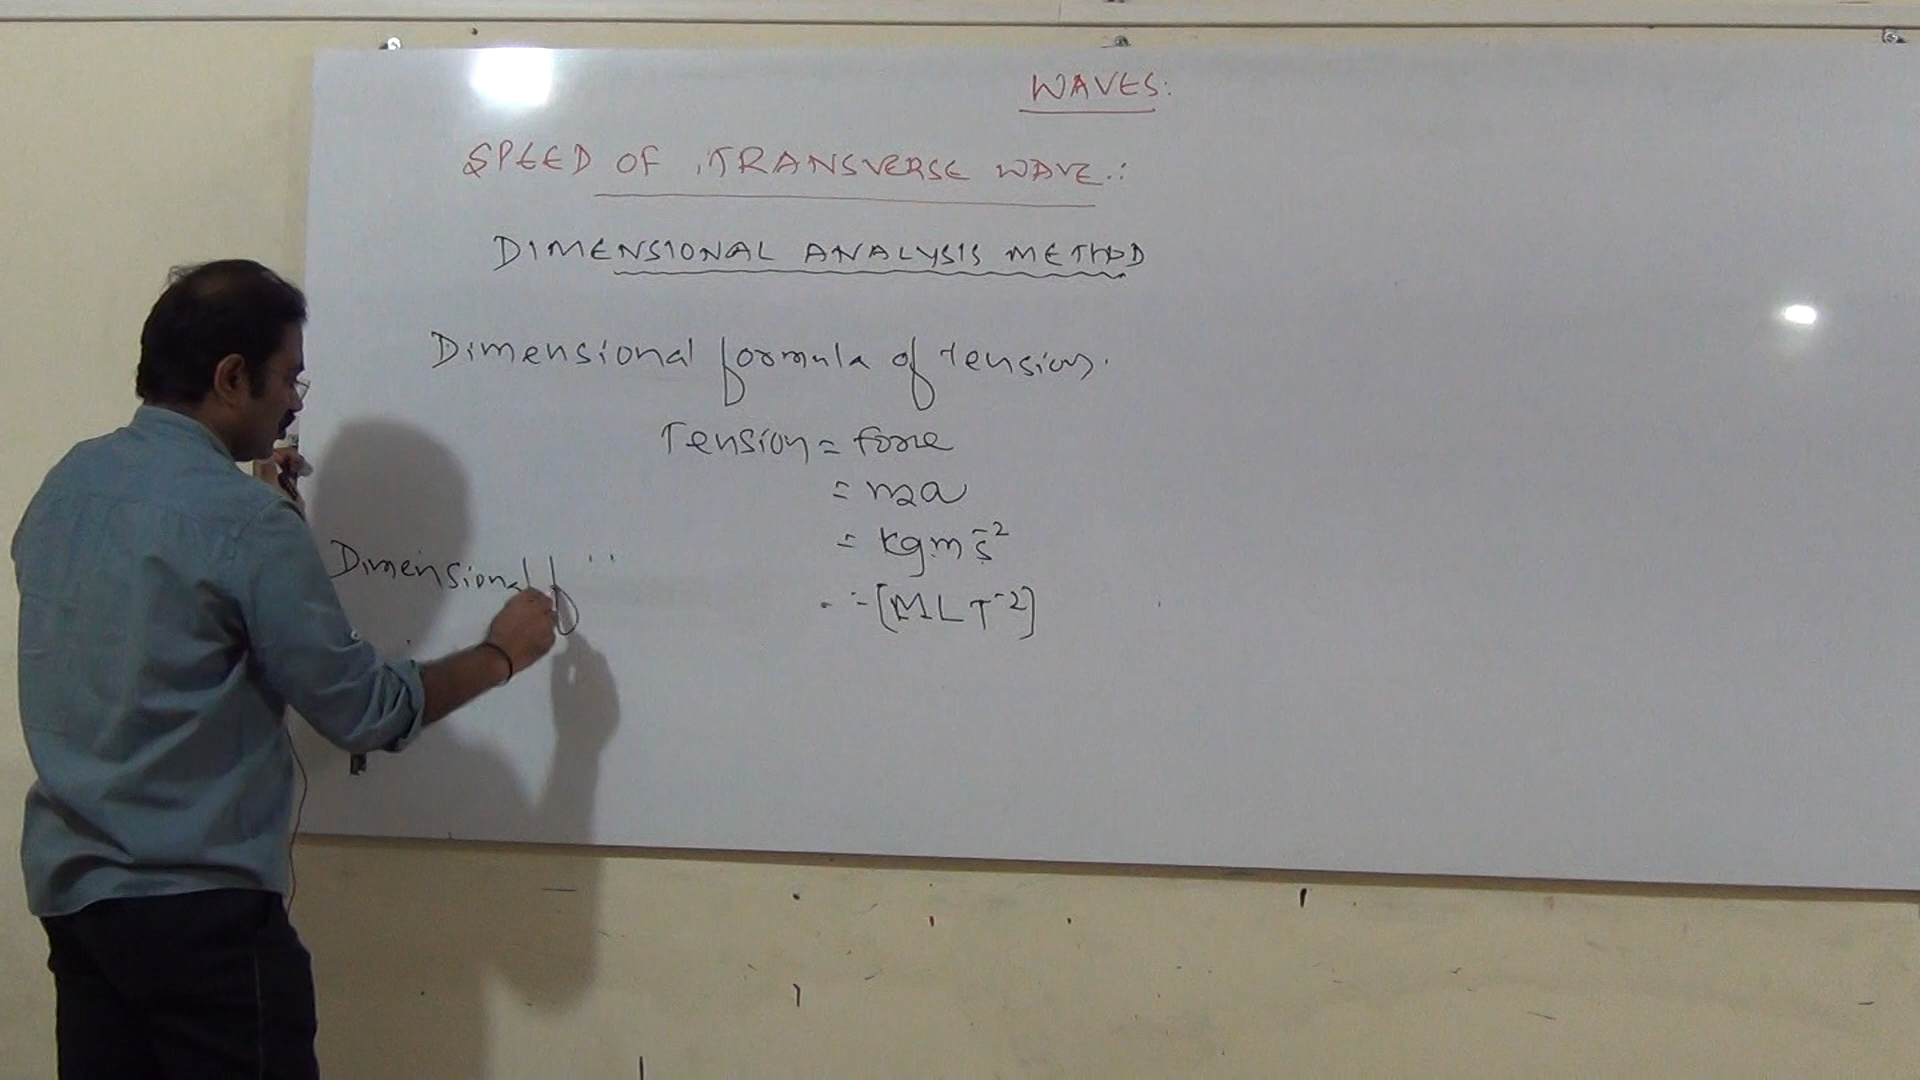 WAVES:
SPEED OF TRANSVERSE WAVE:
DIMENSIONAL ANALYSIS METHOD
Dimensional formula of tension.
Tension = force
= ma
= kgms⁻²
= [MLT⁻²]
Dimensional f